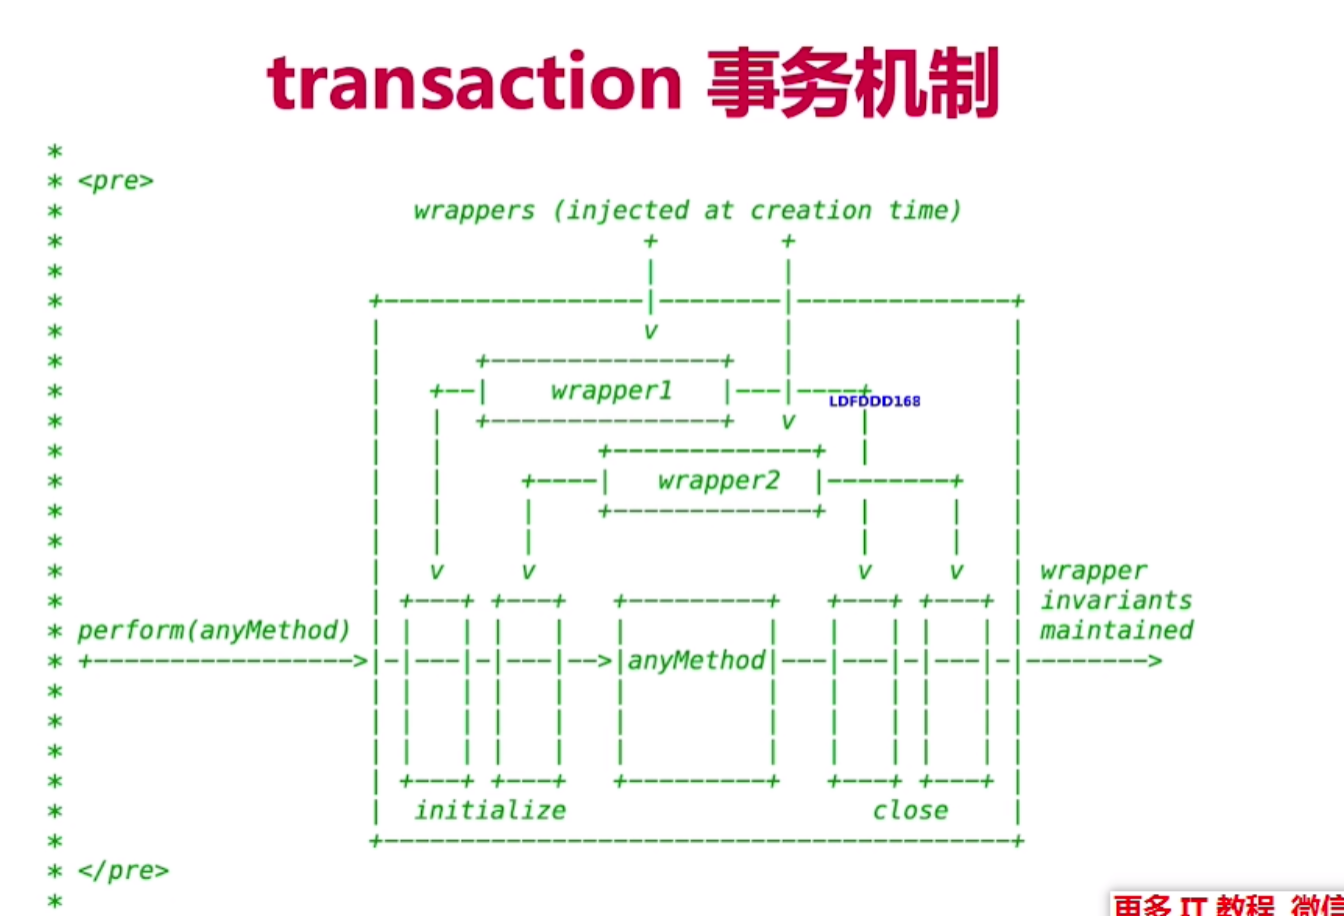 transaction 事务机制
*
* <pre>
* wrappers (injected at creation time)
* + +
* | |
* +-----------------|--------|---------------+
* | v | |
* | +---------------+ | |
* | +--| wrapper1 |---|----+ |
LDFDDD168
* | | +---------------+ v | |
* | | +-------------+ | |
* | | +----| wrapper2 |--------+ |
* | | | +-------------+ | | |
* | | | | | |
* | v v v v | wrapper
* | +---+ +---+ +---------+ +---+ +---+ | invariants
* perform(anyMethod) | | | | | | | | | | | | maintained
* +----------------->|-|---|-|---|-->|anyMethod|---|---|-|---|-|-------->
* | | | | | | | | | | | |
* | | | | | | | | | | | |
* | | | | | | | | | | | |
* | +---+ +---+ +---------+ +---+ +---+ |
* | initialize close |
* +-----------------------------------------+
* </pre>
*
更多 IT 教程 微信